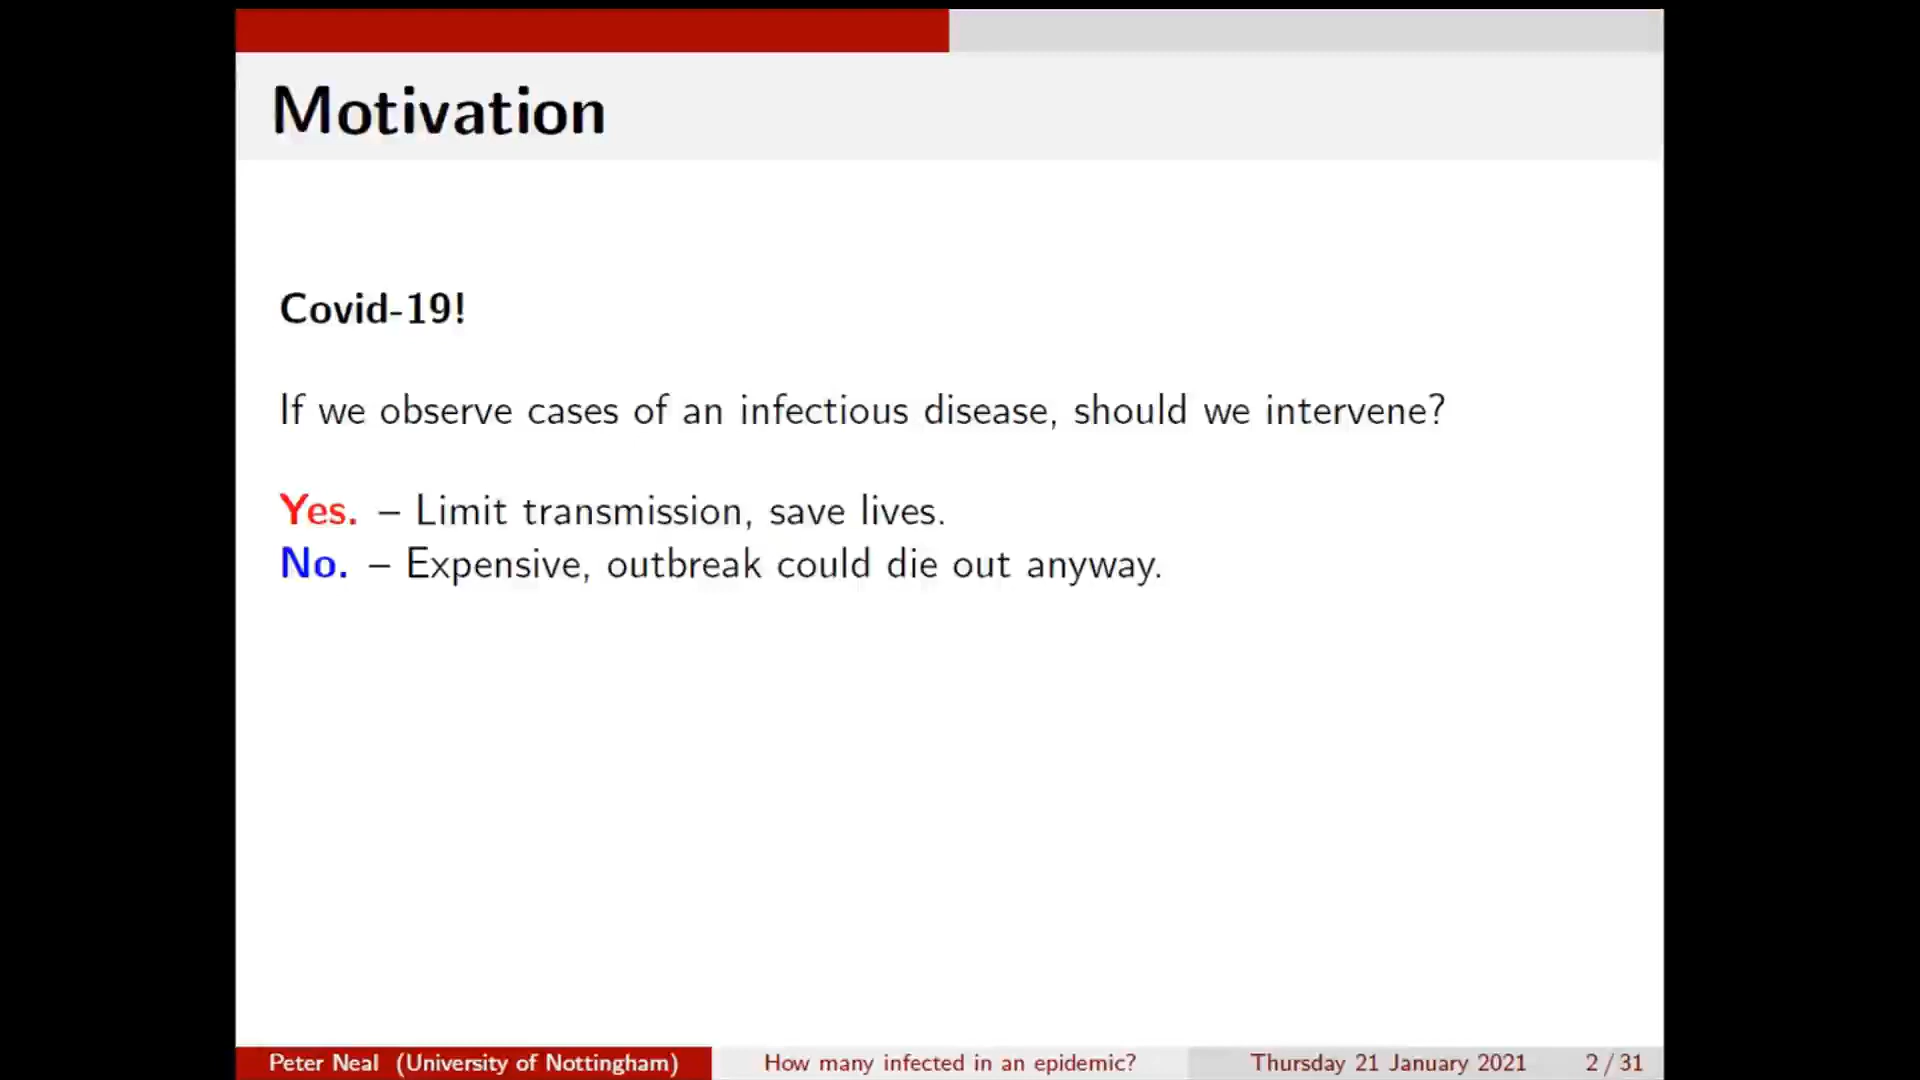 Motivation
Covid-19!
If we observe cases of an infectious disease, should we intervene?
Yes. – Limit transmission, save lives.
No. – Expensive, outbreak could die out anyway.
Peter Neal (University of Nottingham) How many infected in an epidemic? Thursday 21 January 2021 2 / 31